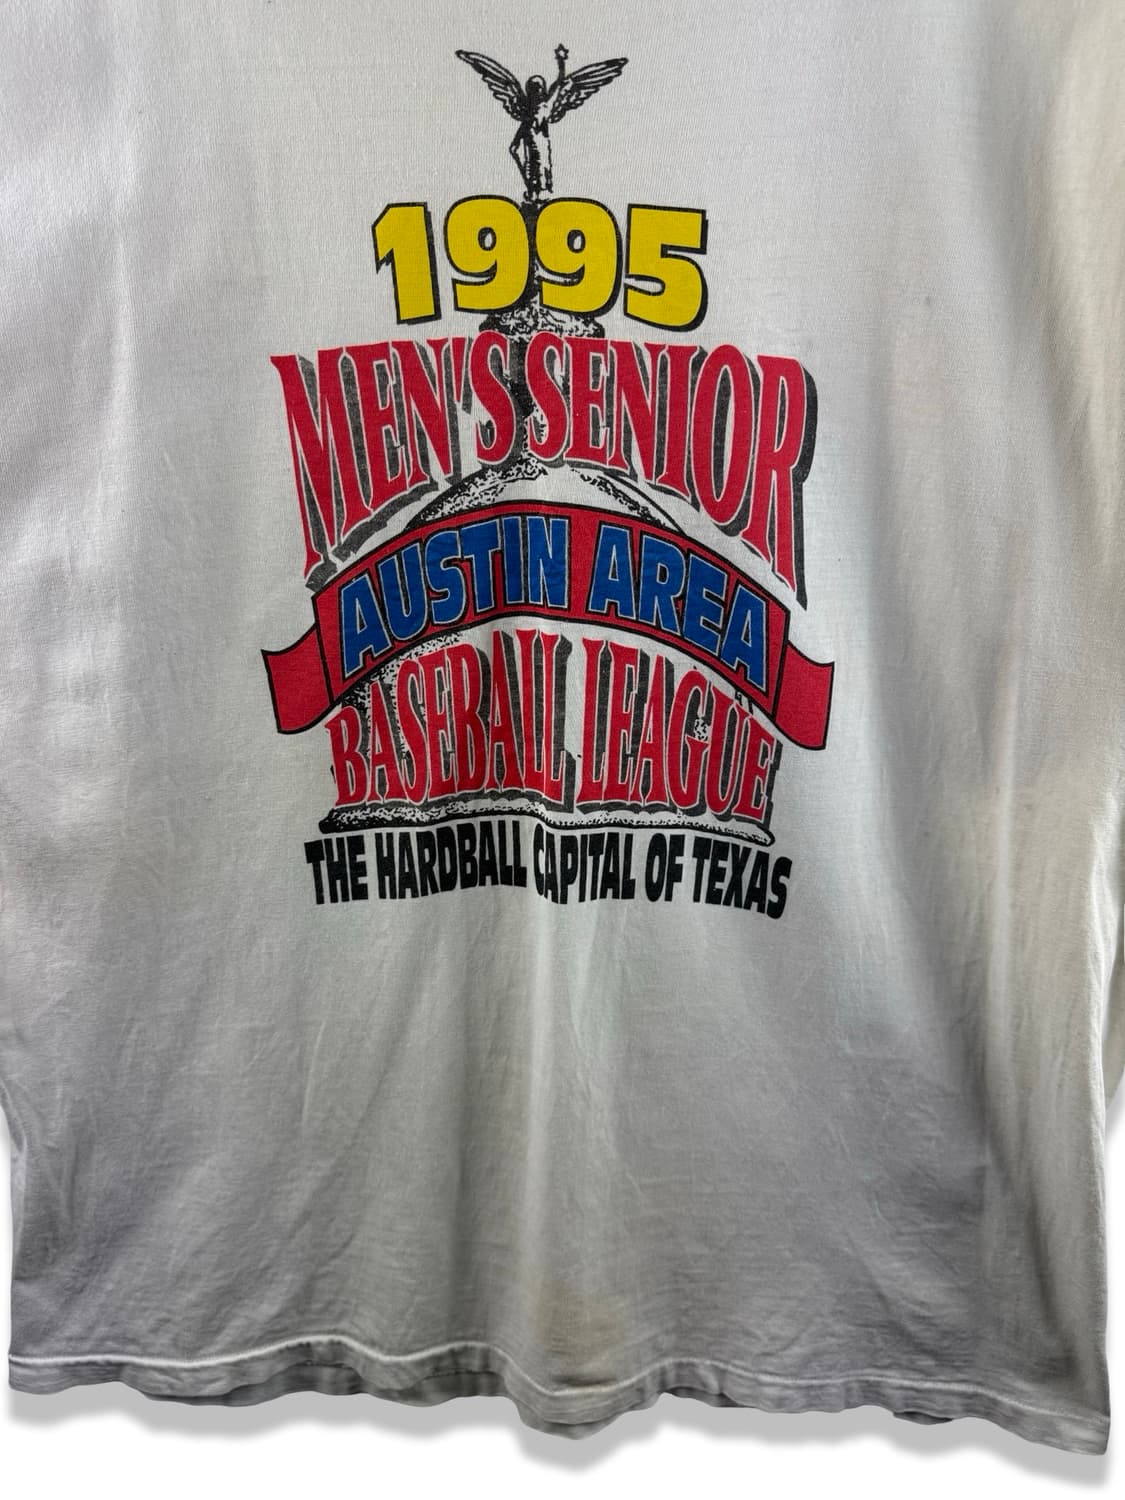 1995
MEN'S SENIOR
AUSTIN AREA
BASEBALL LEAGUE
THE HARDBALL CAPITAL OF TEXAS